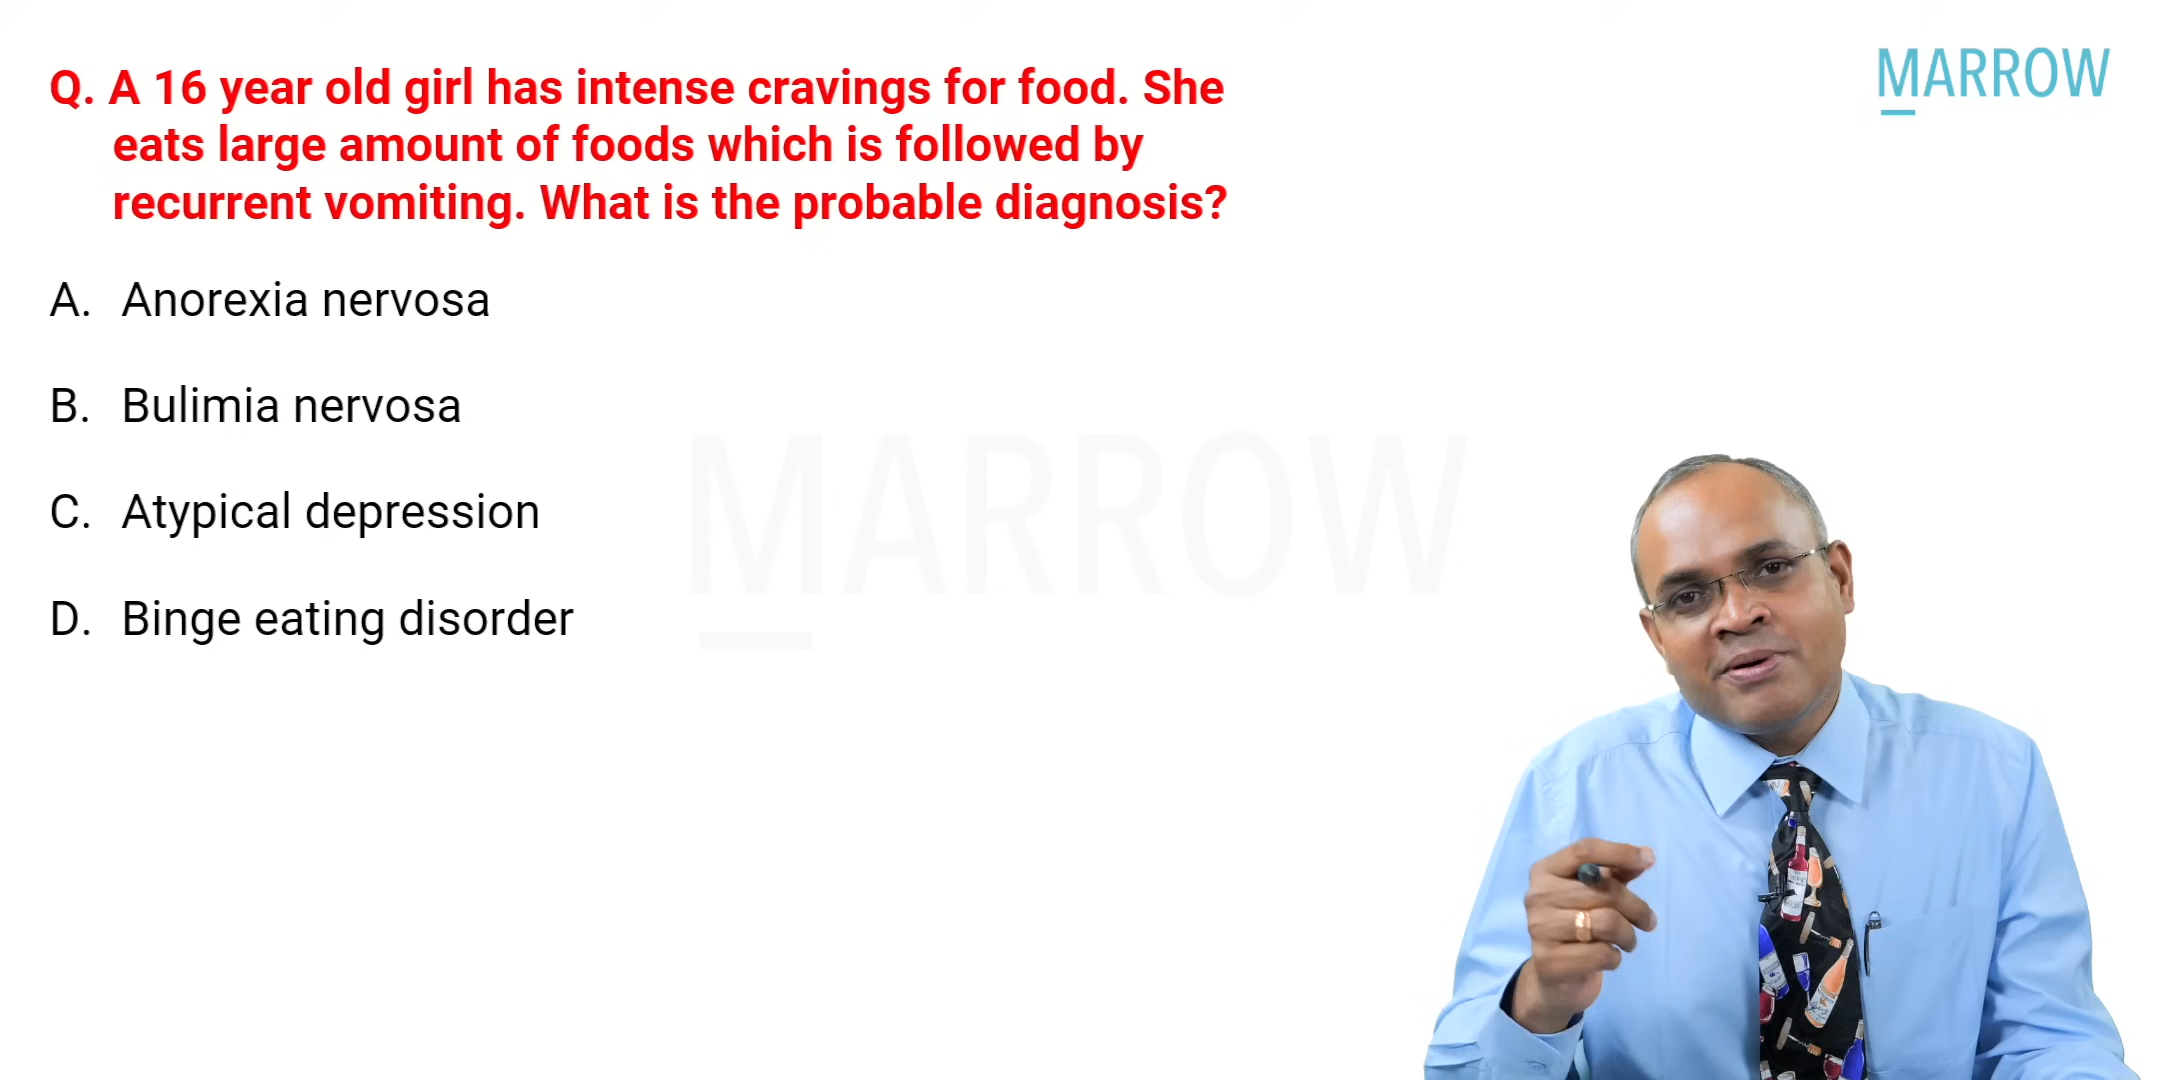 MARROW
Q. A 16 year old girl has intense cravings for food. She
eats large amount of foods which is followed by
recurrent vomiting. What is the probable diagnosis?
A. Anorexia nervosa
B. Bulimia nervosa
C. Atypical depression
D. Binge eating disorder
MARROW